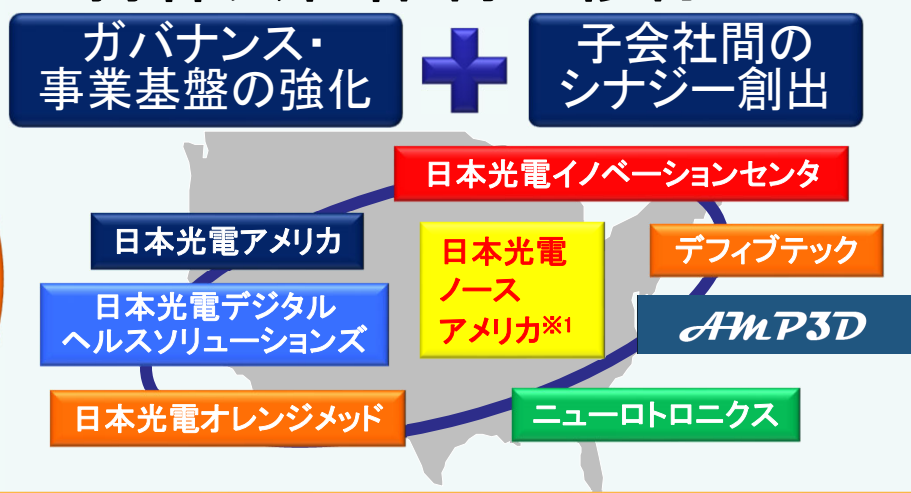 ガバナンス・
事業基盤の強化
子会社間の
シナジー創出
日本光電イノベーションセンタ
日本光電アメリカ
日本光電
ノース
アメリカ※1
デフィブテック
日本光電デジタル
ヘルスソリューションズ
AMP3D
日本光電オレンジメッド
ニューロトロニクス